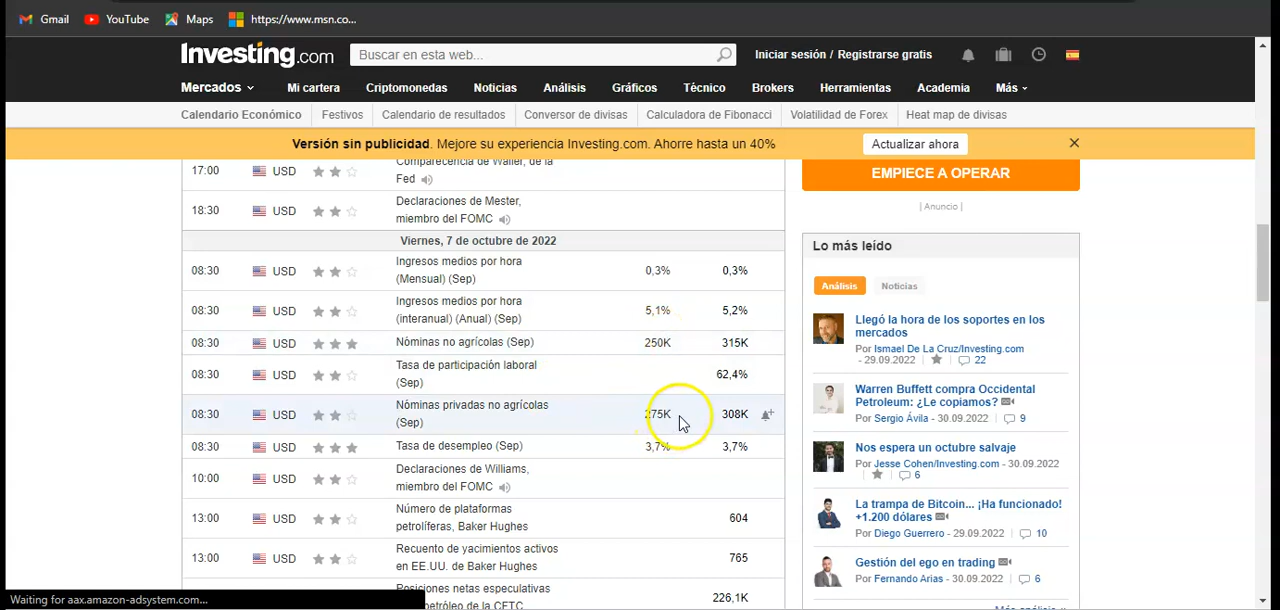 Gmail YouTube Maps https://www.msn.co...
Investing.com Buscar en esta web... Iniciar sesión / Registrarse gratis
Mercados Mi cartera Criptomonedas Noticias Análisis Gráficos Técnico Brokers Herramientas Academia Más
Calendario Económico Festivos Calendario de resultados Conversor de divisas Calculadora de Fibonacci Volatilidad de Forex Heat map de divisas
Versión sin publicidad. Mejore su experiencia Investing.com. Ahorre hasta un 40% Actualizar ahora
17:00 USD Comparecencia de Waller, de la
Fed
18:30 USD Declaraciones de Mester,
miembro del FOMC
Viernes, 7 de octubre de 2022
08:30 USD Ingresos medios por hora
(Mensual) (Sep) 0,3% 0,3%
08:30 USD Ingresos medios por hora
(interanual) (Anual) (Sep) 5,1% 5,2%
08:30 USD Nóminas no agrícolas (Sep) 250K 315K
08:30 USD Tasa de participación laboral
(Sep) 62,4%
08:30 USD Nóminas privadas no agrícolas
(Sep) 275K 308K
08:30 USD Tasa de desempleo (Sep) 3,7% 3,7%
10:00 USD Declaraciones de Williams,
miembro del FOMC
13:00 USD Número de plataformas
petrolíferas, Baker Hughes 604
13:00 USD Recuento de yacimientos activos
en EE.UU. de Baker Hughes 765
Posiciones netas especulativas
petróleo de la CFTC 226,1K
EMPIECE A OPERAR
| Anuncio |
Lo más leído
Análisis Noticias
Llegó la hora de los soportes en los
mercados
Por Ismael De La Cruz/Investing.com
- 29.09.2022 22
Warren Buffett compra Occidental
Petroleum: ¿Le copiamos?
Por Sergio Ávila - 30.09.2022 9
Nos espera un octubre salvaje
Por Jesse Cohen/Investing.com - 30.09.2022
6
La trampa de Bitcoin... ¡Ha funcionado!
+1.200 dólares
Por Diego Guerrero - 29.09.2022 10
Gestión del ego en trading
Por Fernando Arias - 30.09.2022 6
Más análisis
Waiting for aax.amazon-adsystem.com...